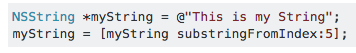 NSString *myString = @"This is my String";
myString = [myString substringFromIndex:5];